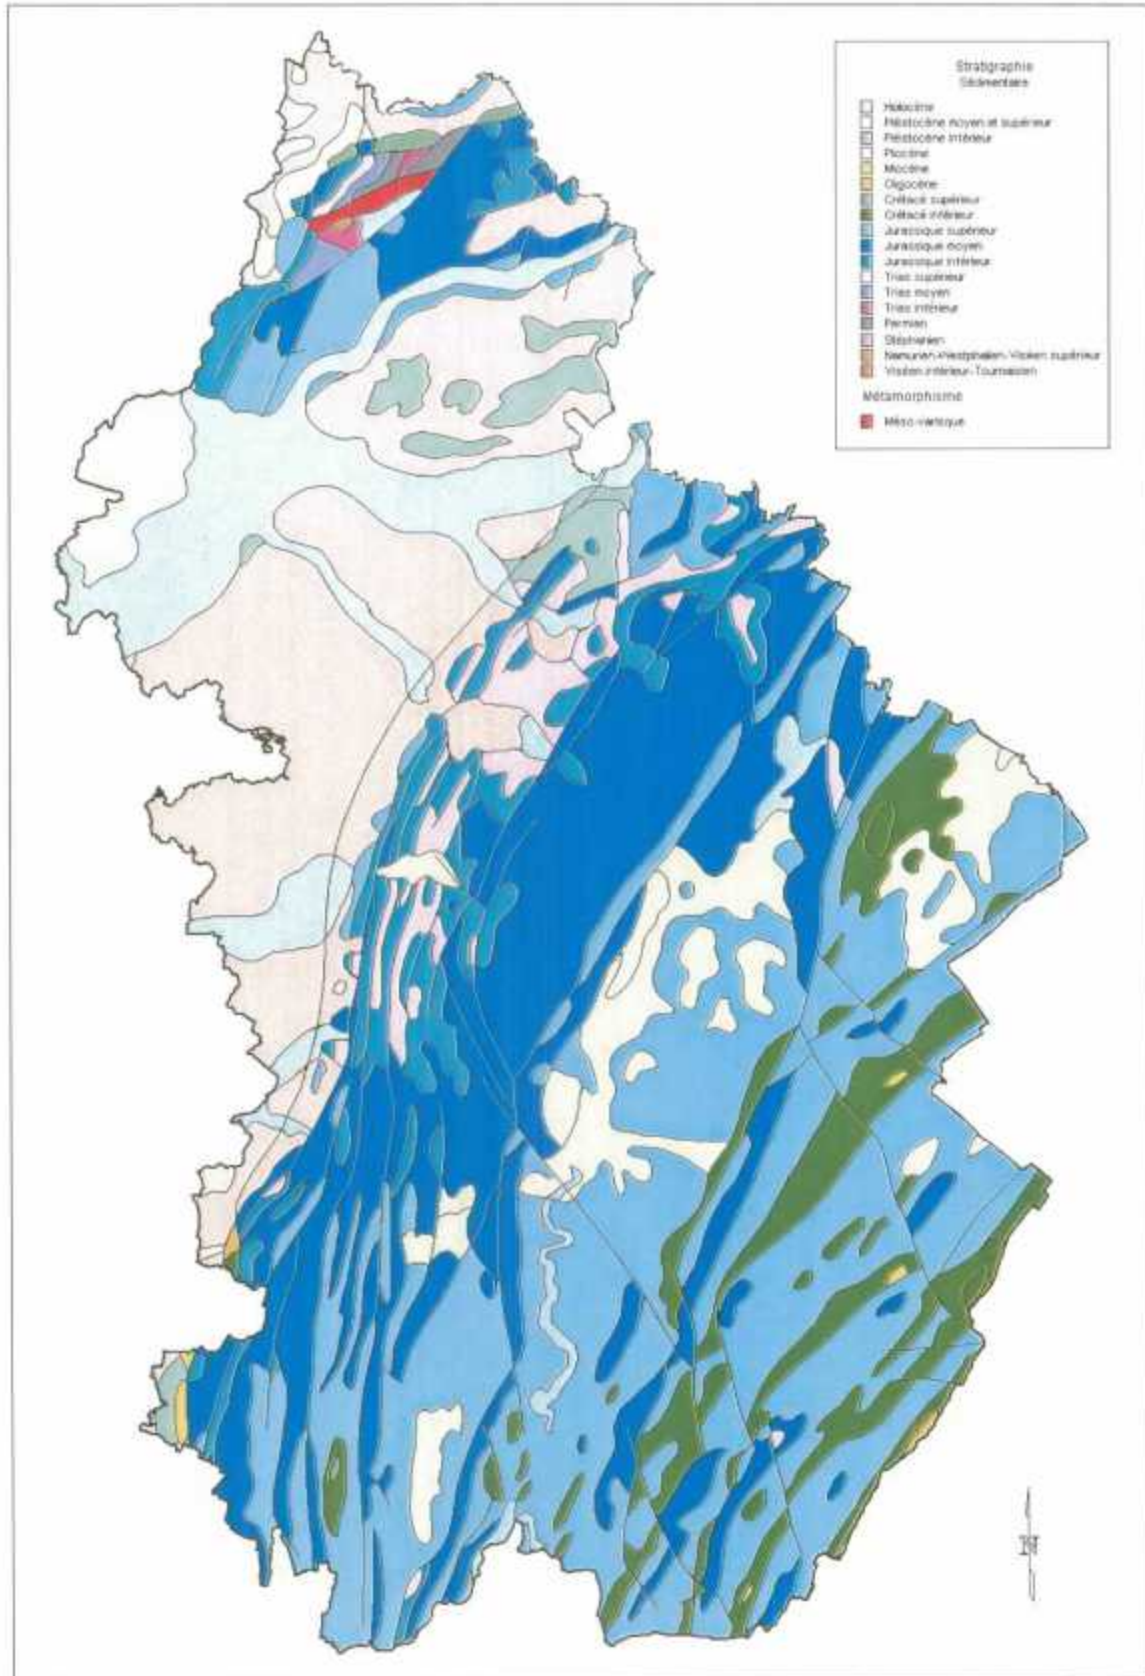 Stratigraphie
Sédimentaire
Holocène
Pléistocène moyen et supérieur
Pléistocène inférieur
Pliocène
Miocène
Oligocène
Crétacé supérieur
Crétacé inférieur
Jurassique supérieur
Jurassique moyen
Jurassique inférieur
Trias supérieur
Trias moyen
Trias inférieur
Permien
Stéphanien
Namurien-Westphalien-Viséen supérieur
Viséen inférieur-Tournaisien
Métamorphisme
Méso-varisque